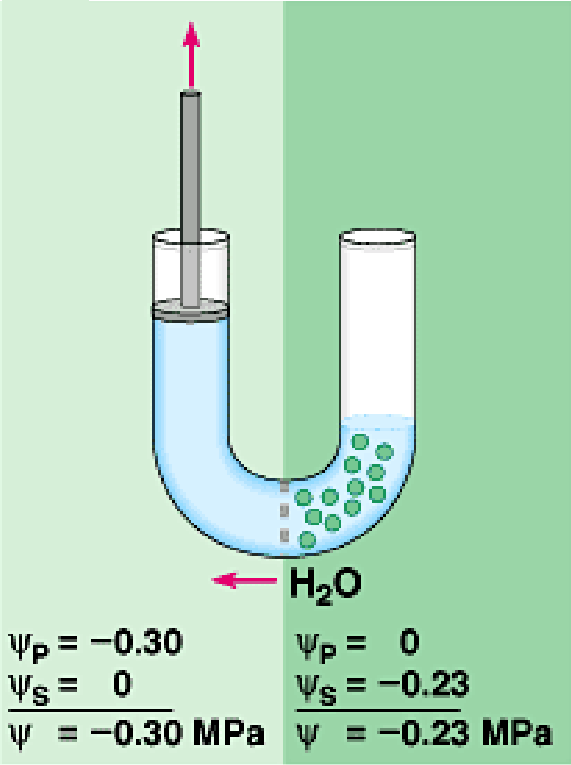 H₂O
ψP = −0.30
ψS = 0
ψ = −0.30 MPa
ψP = 0
ψS = −0.23
ψ = −0.23 MPa